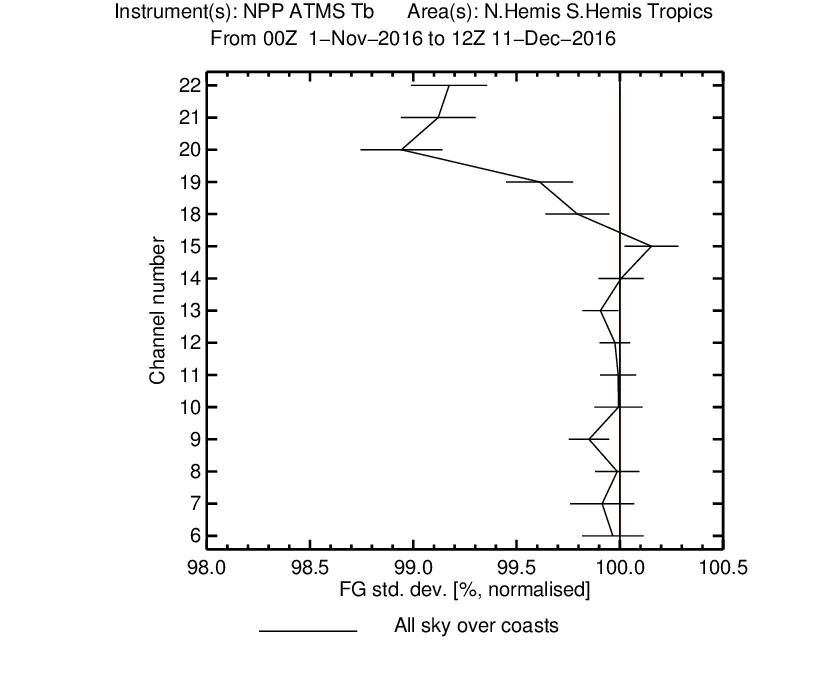 Instrument(s): NPP ATMS Tb Area(s): N.Hemis S.Hemis Tropics
From 00Z 1−Nov−2016 to 12Z 11−Dec−2016
22
21
20
19
18
15
14
13
12
11
10
9
8
7
6
Channel number
98.0 98.5 99.0 99.5 100.0 100.5
FG std. dev. [%, normalised]
All sky over coasts